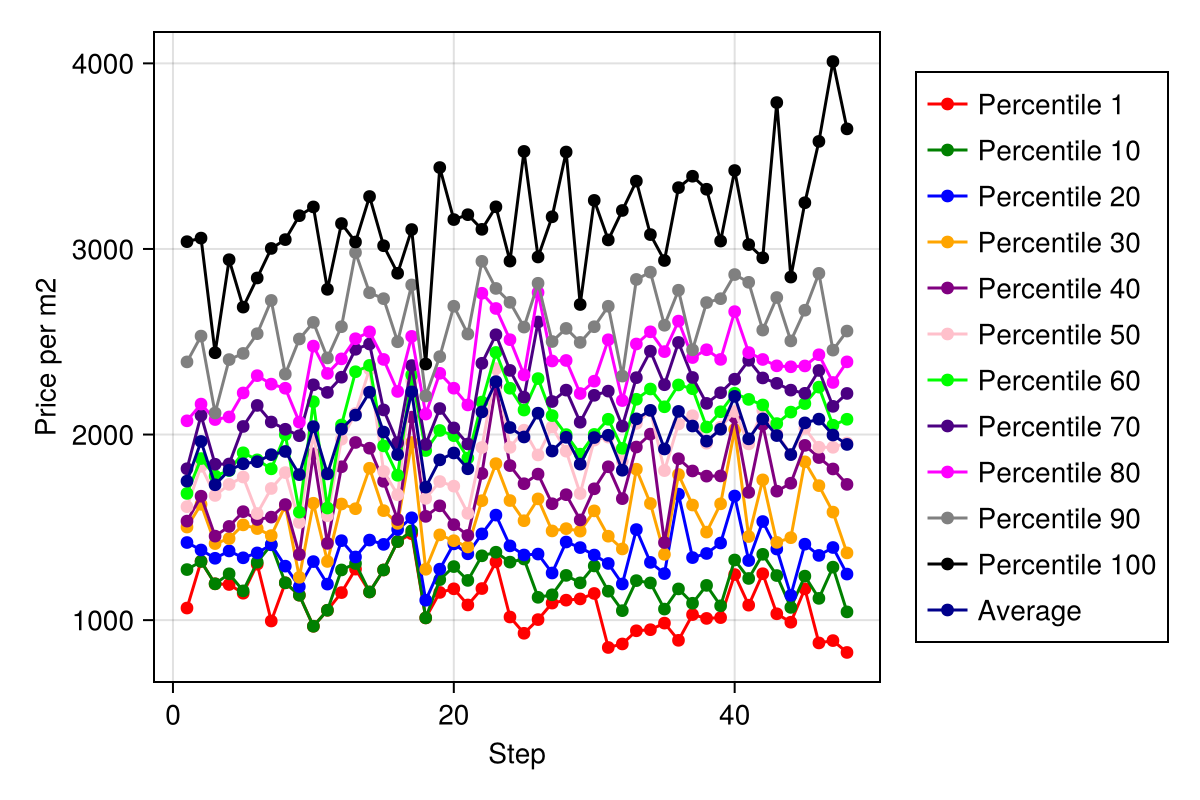 4000
3000
2000
1000
Price per m2
0
20
40
Step
Percentile 1
Percentile 10
Percentile 20
Percentile 30
Percentile 40
Percentile 50
Percentile 60
Percentile 70
Percentile 80
Percentile 90
Percentile 100
Average